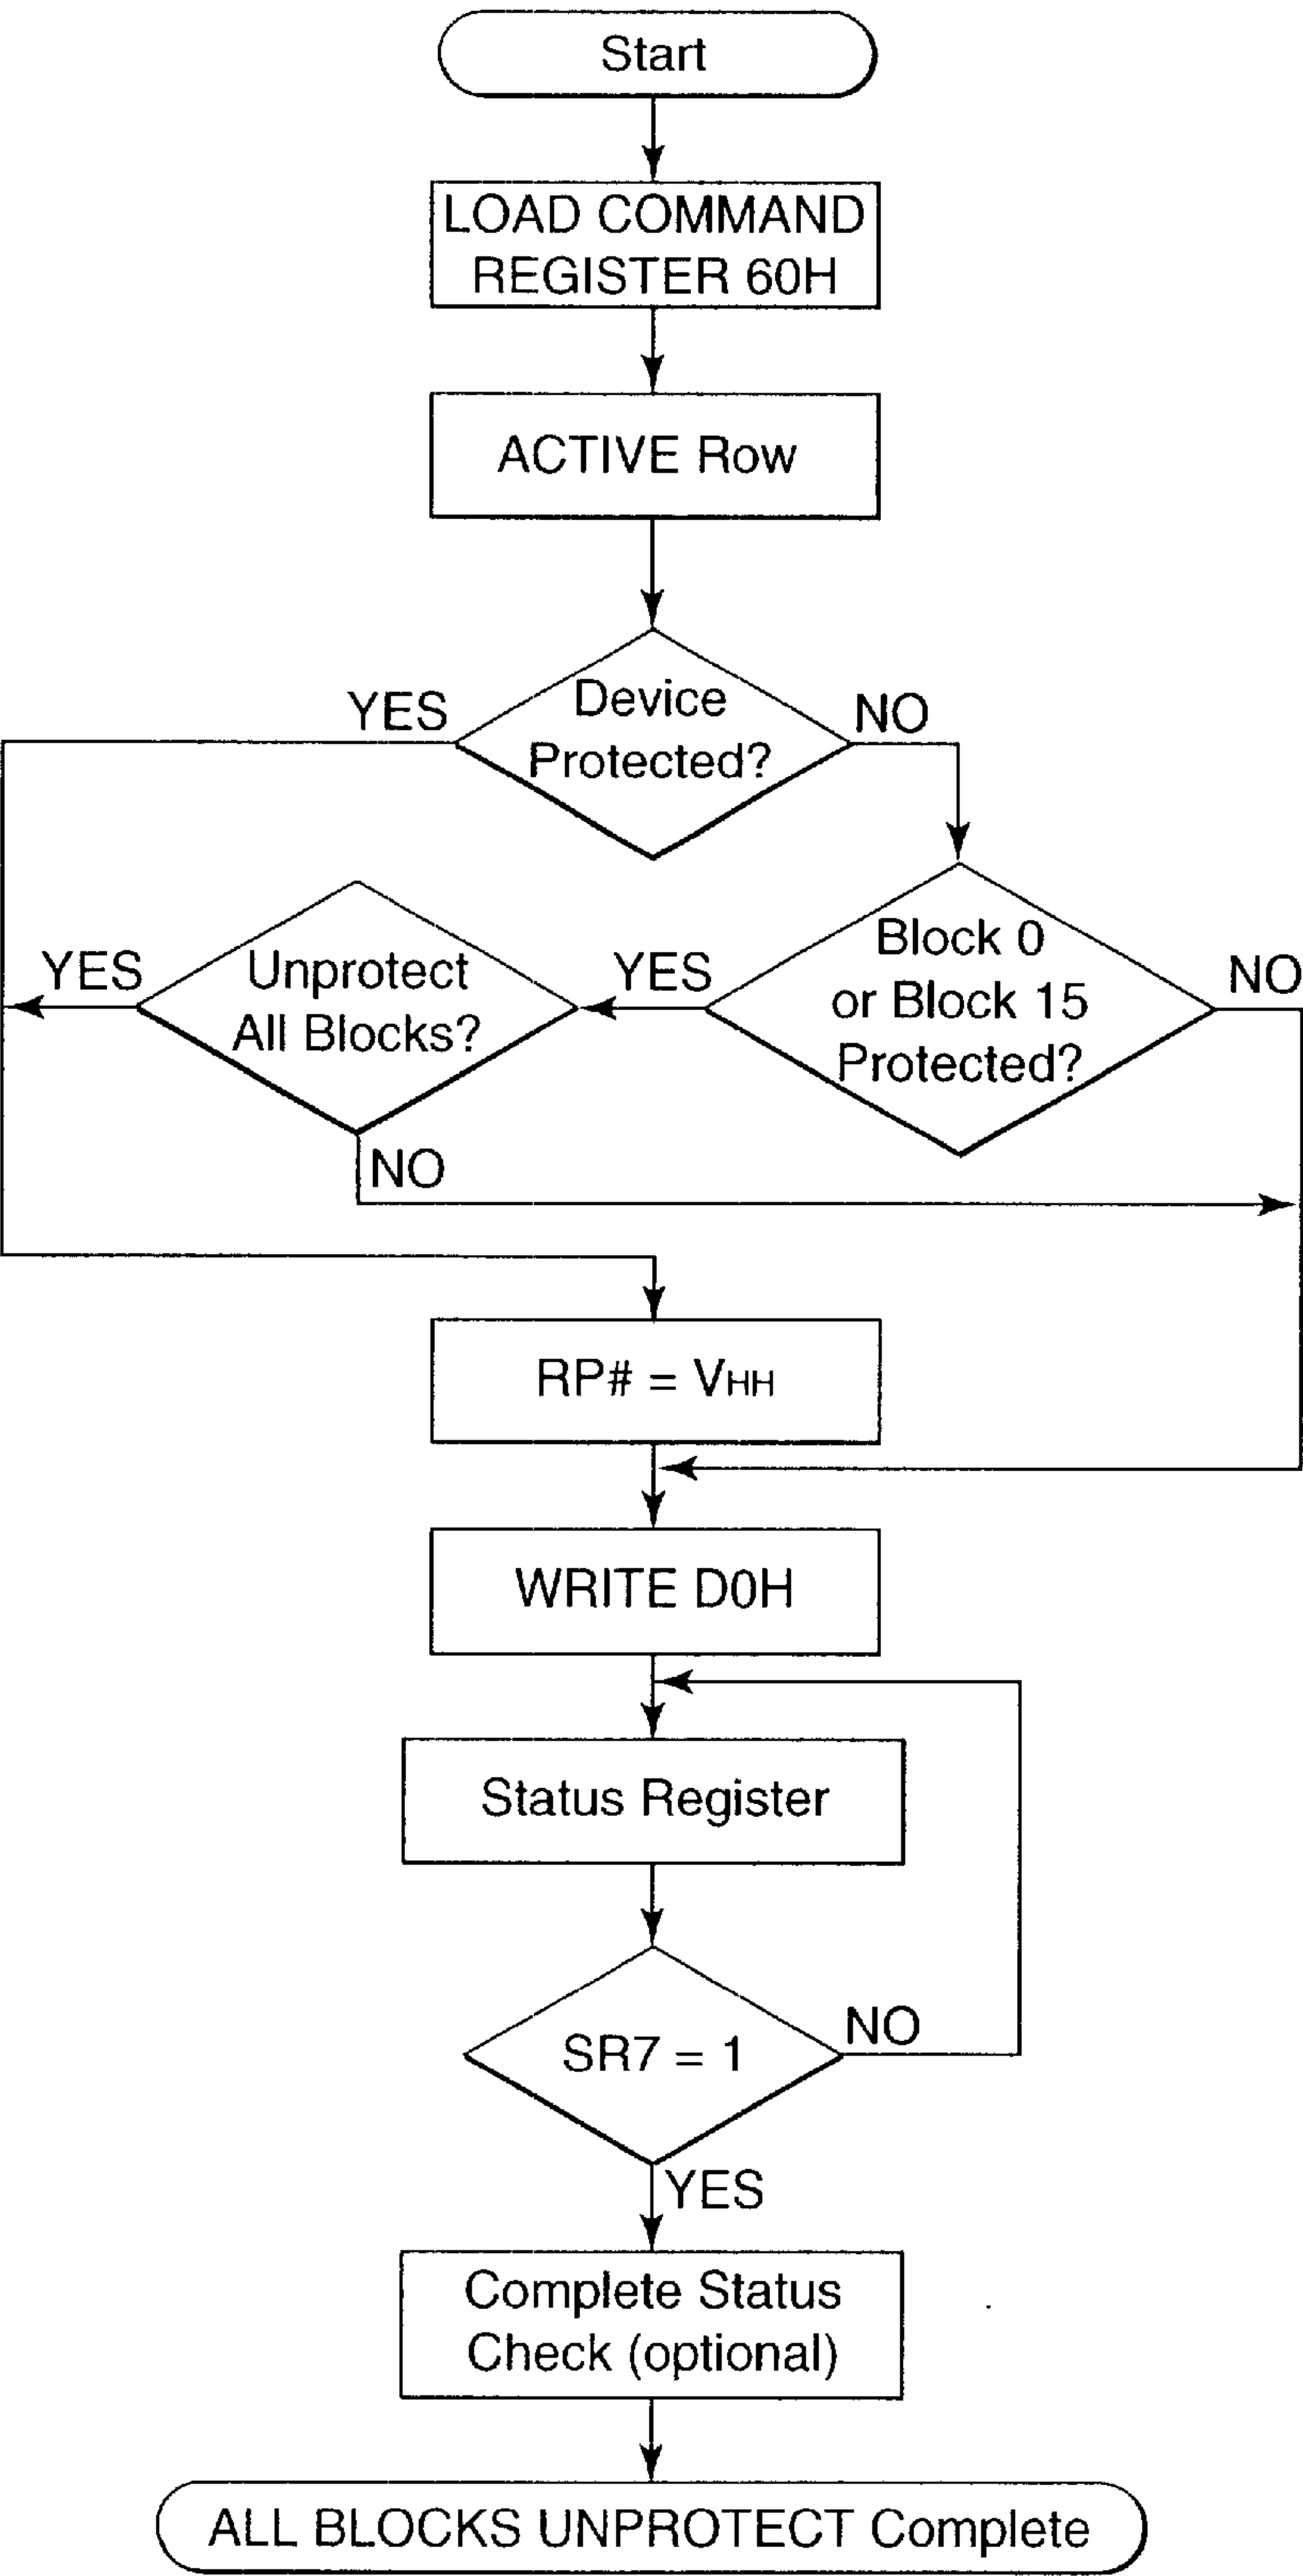 Start
LOAD COMMAND
REGISTER 60H
ACTIVE Row
YES
Device
Protected?
NO
YES
Unprotect
All Blocks?
YES
Block 0
or Block 15
Protected?
NO
NO
RP# = VHH
WRITE D0H
Status Register
SR7 = 1
NO
YES
Complete Status
Check (optional)
ALL BLOCKS UNPROTECT Complete